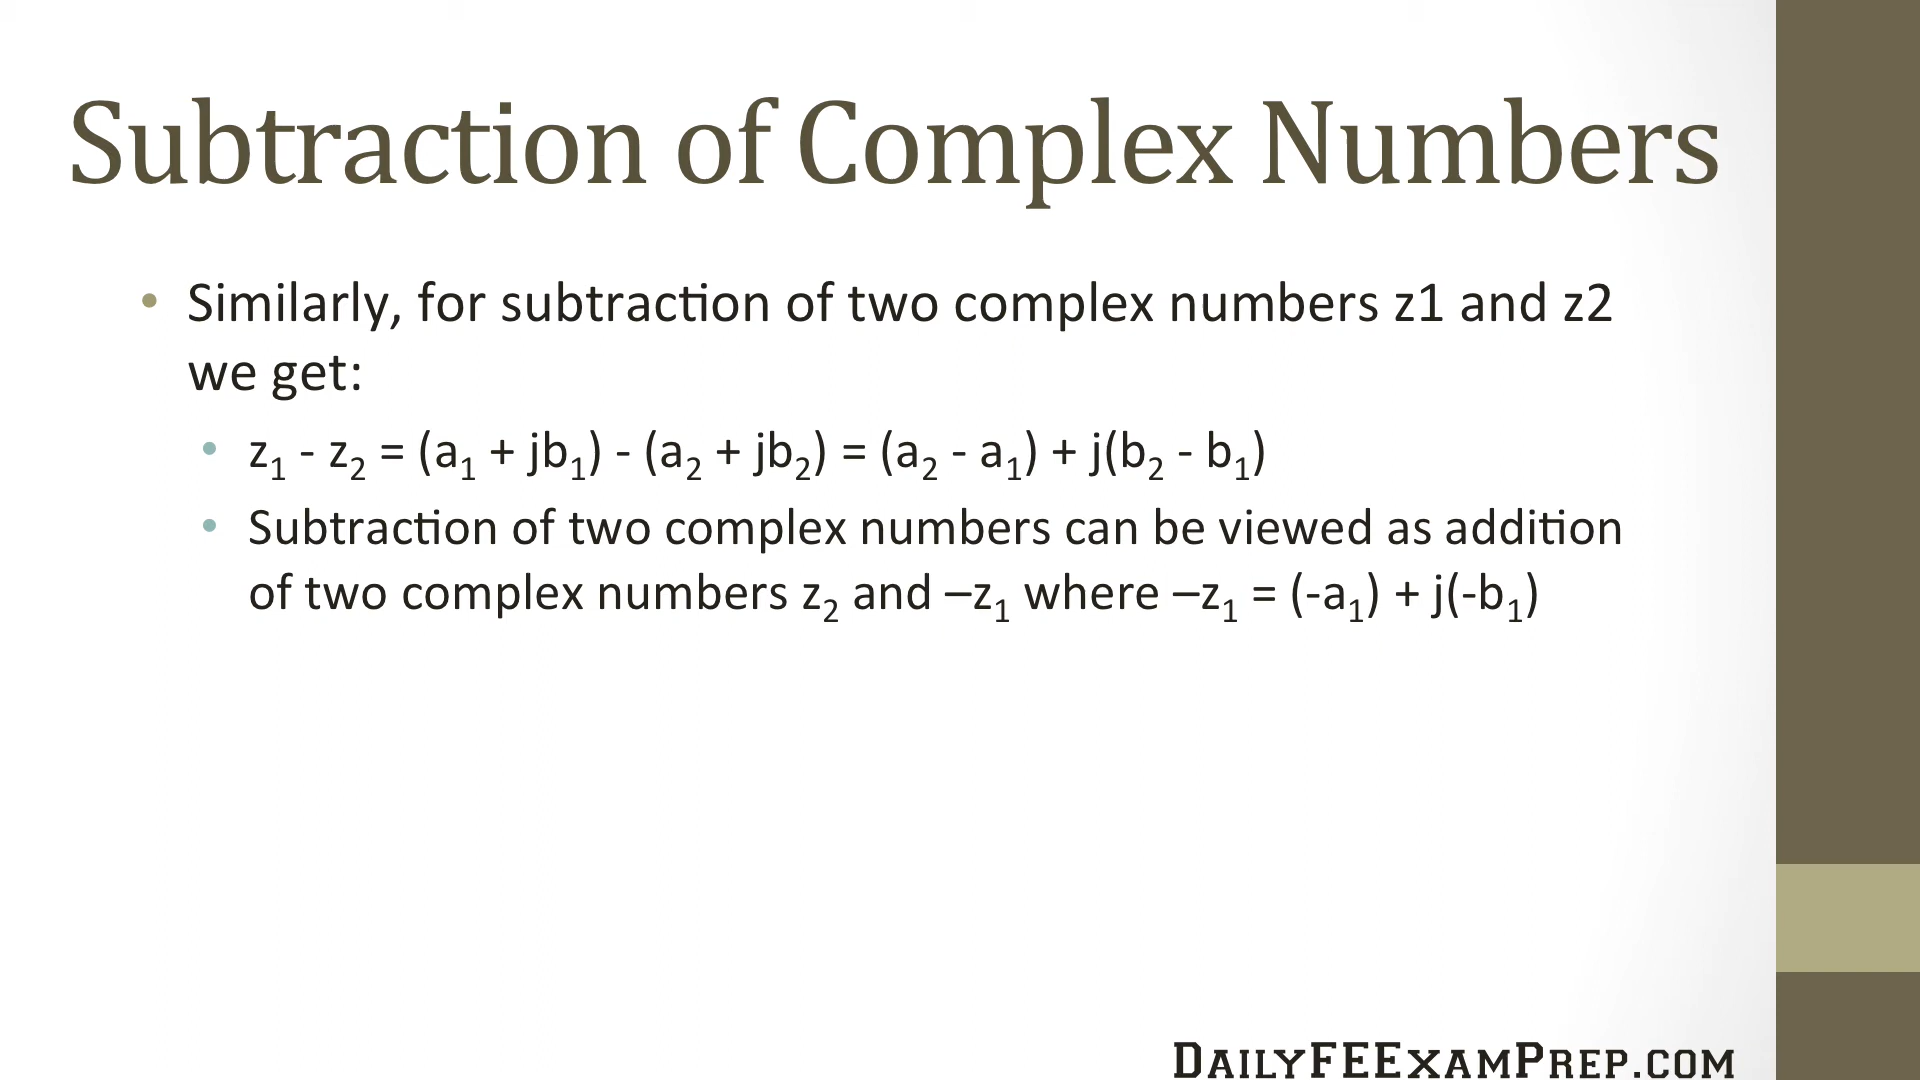 Subtraction of Complex Numbers
• Similarly, for subtraction of two complex numbers z1 and z2
we get:
• z₁ - z₂ = (a₁ + jb₁) - (a₂ + jb₂) = (a₂ - a₁) + j(b₂ - b₁)
• Subtraction of two complex numbers can be viewed as addition
of two complex numbers z₂ and –z₁ where –z₁ = (-a₁) + j(-b₁)
DailyFEExamPrep.com